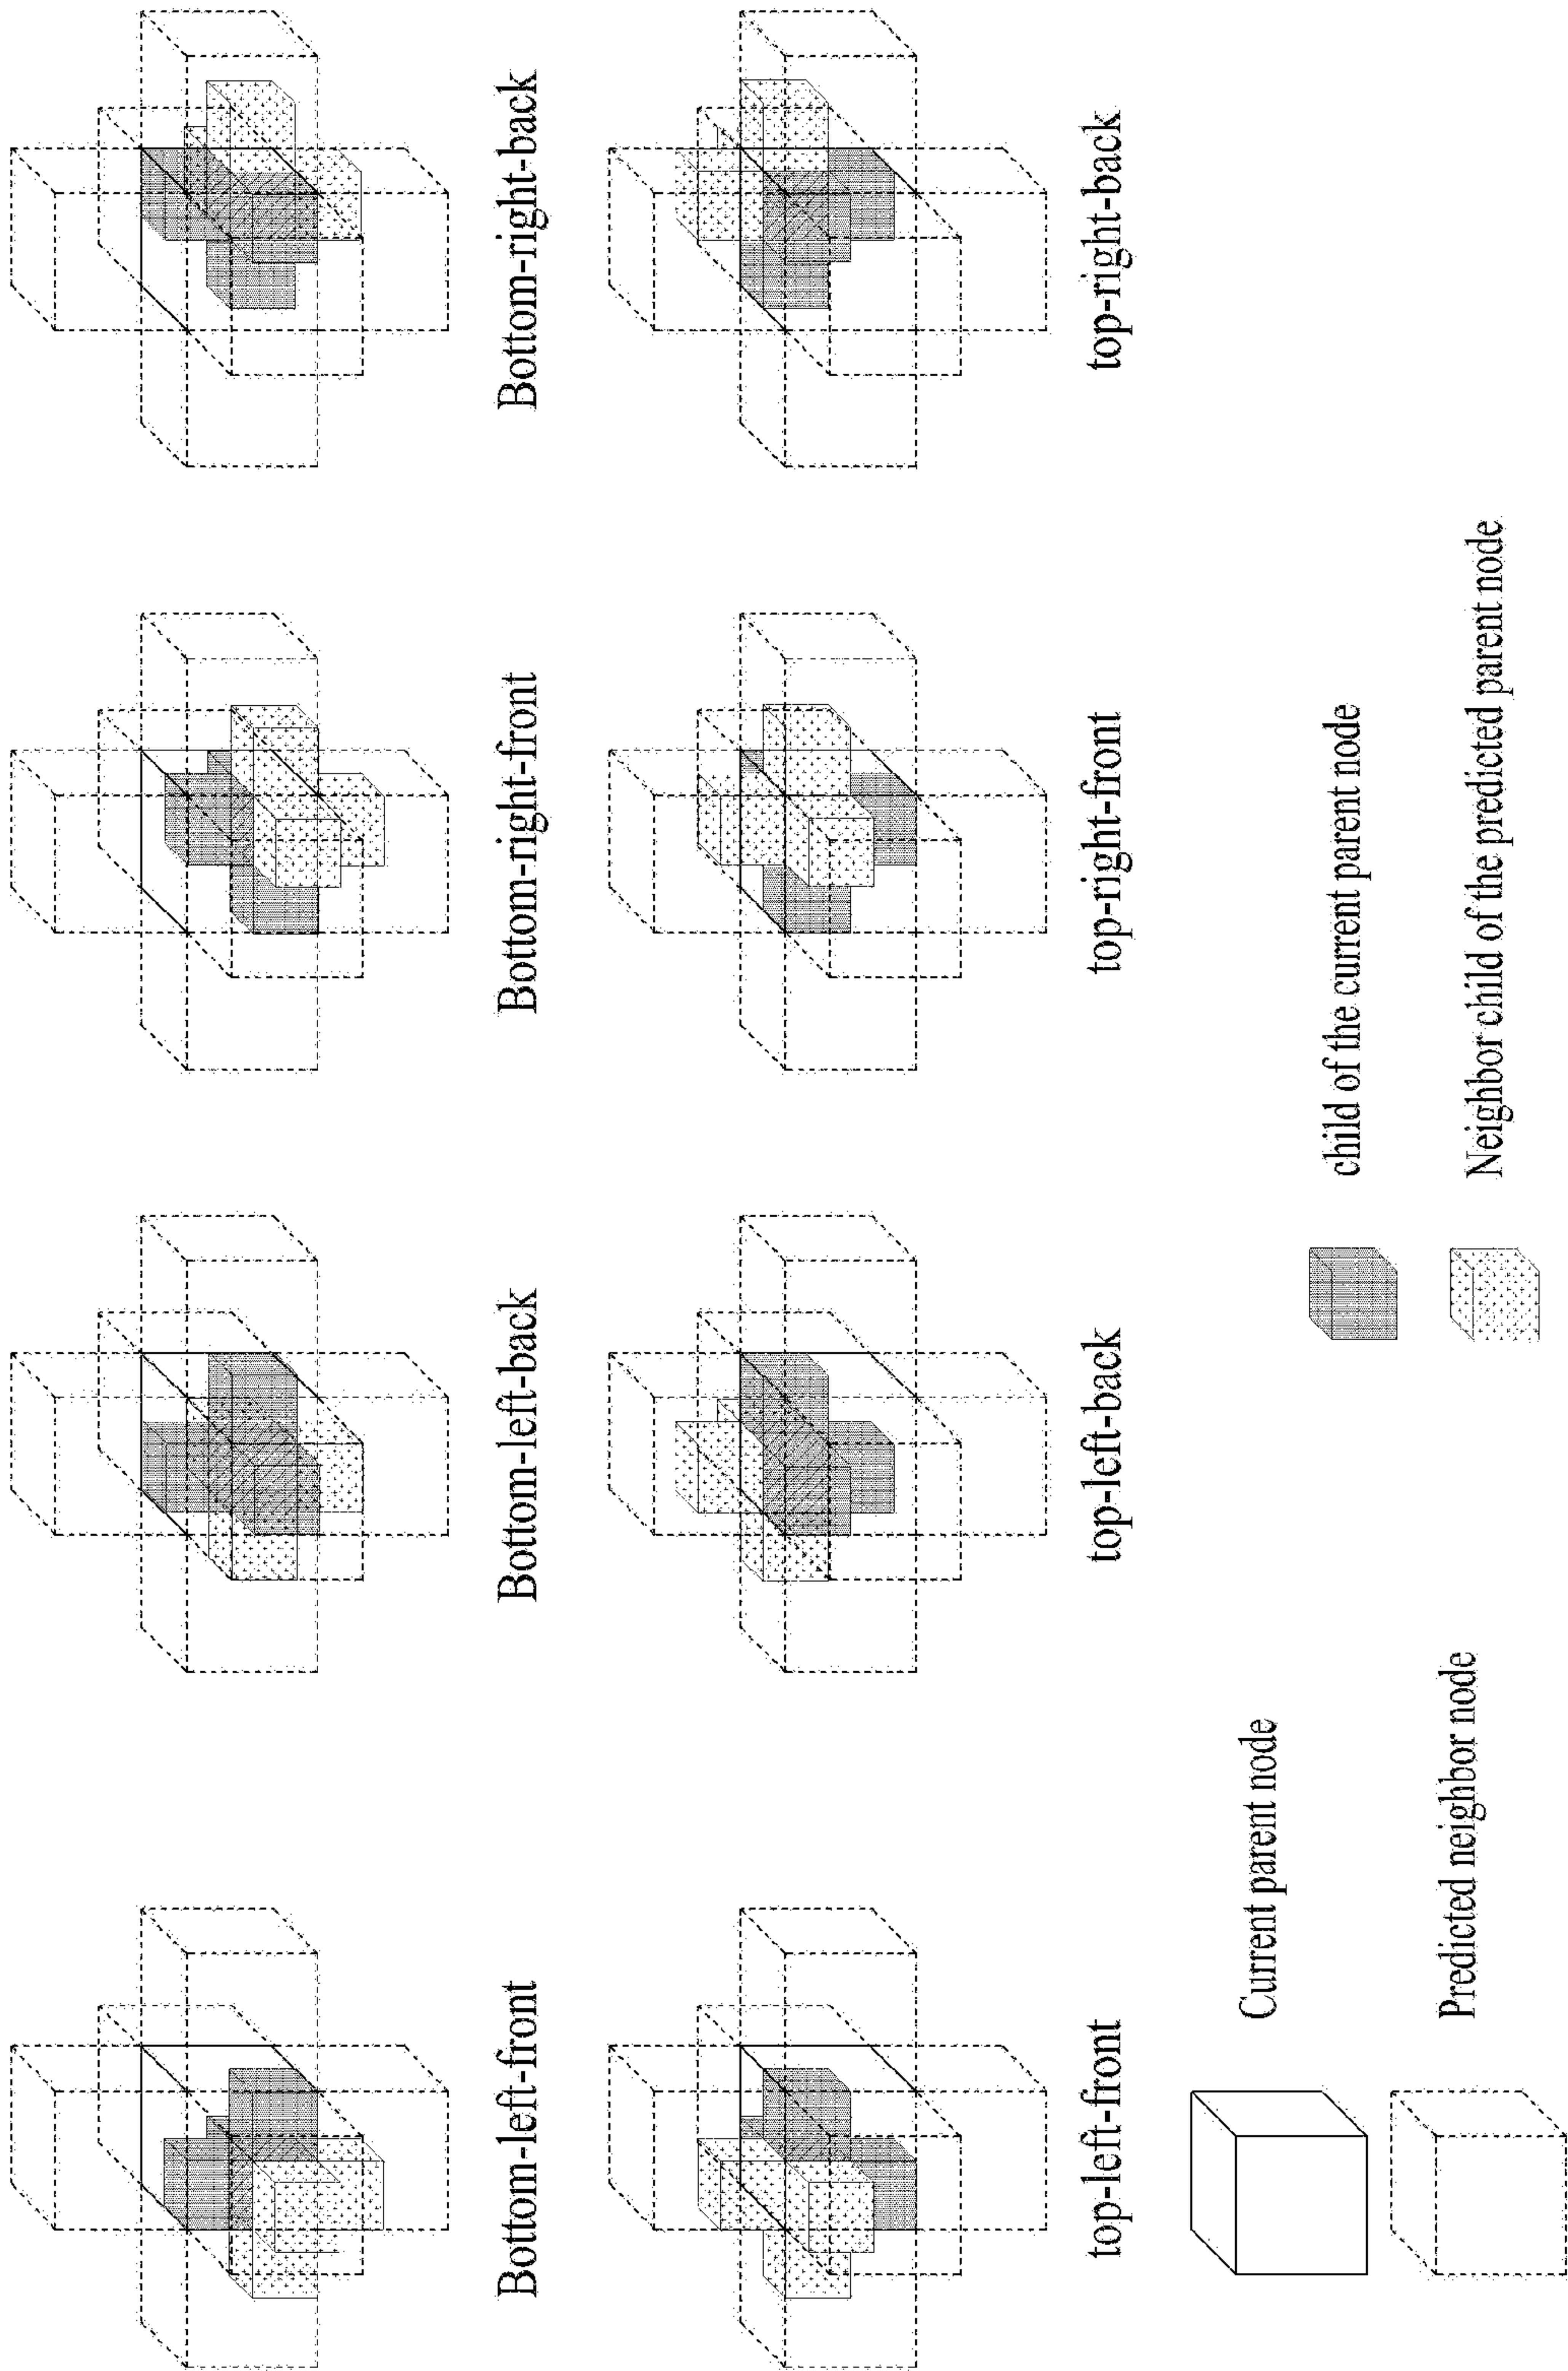 Bottom-left-front
Bottom-left-back
Bottom-right-front
Bottom-right-back
top-left-front
top-left-back
top-right-front
top-right-back
Current parent node
child of the current parent node
Predicted neighbor node
Neighbor child of the predicted parent node